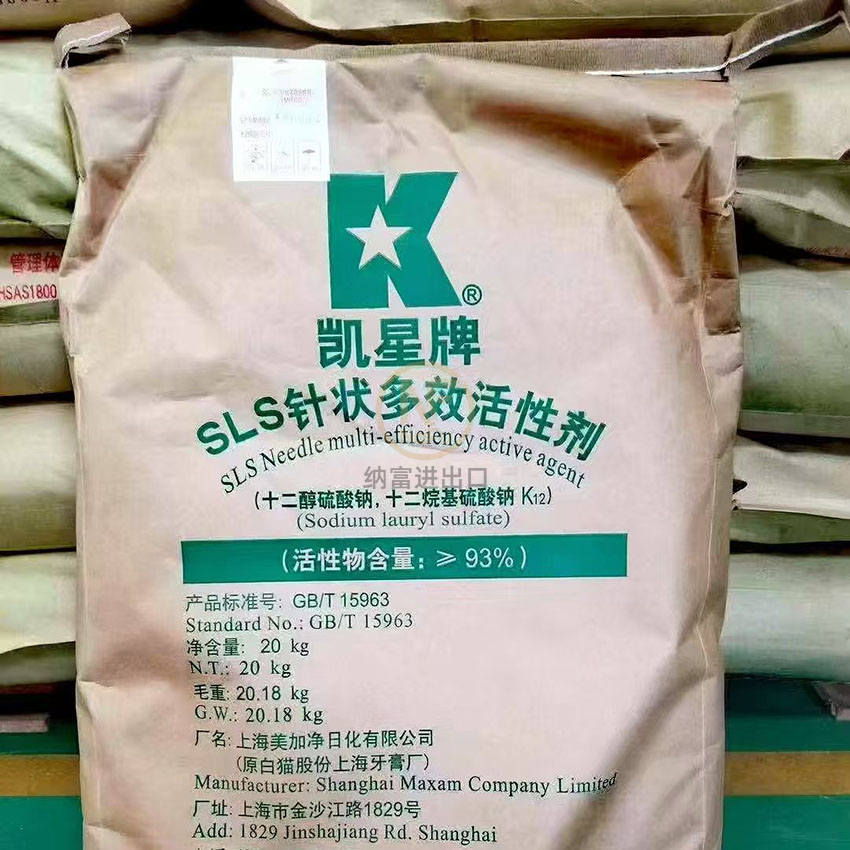 K
®
凯星牌
SLS针状多效活性剂
SLS Needle multi-efficiency active agent
纳富进出口
(十二醇硫酸钠, 十二烷基硫酸钠 K12)
(Sodium lauryl sulfate)
(活性物含量: ≥ 93%)
产品标准号: GB/T 15963
Standard No.: GB/T 15963
净含量: 20 kg
N.T.: 20 kg
毛重: 20.18 kg
G.W.: 20.18 kg
厂名: 上海美加净日化有限公司
(原白猫股份上海牙膏厂)
Manufacturer: Shanghai Maxam Company Limited
厂址: 上海市金沙江路1829号
Add: 1829 Jinshajiang Rd. Shanghai
管理体
HSAS1800